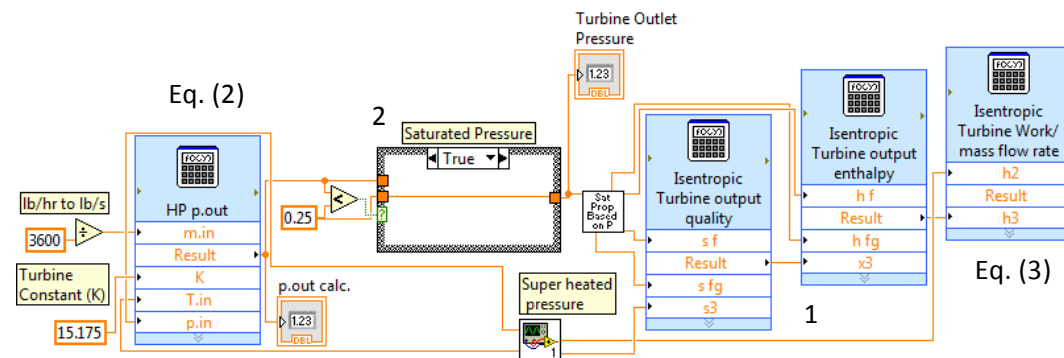 Turbine Outlet
Pressure
1.23
DBL
Eq. (2)
2
Saturated Pressure
True
lb/hr to lb/s
3600
÷
HP p.out
m.in
Result
K
T.in
p.in
Turbine
Constant (K)
15.175
p.out calc.
1.23
DBL
<
0.25
?
Sat
Prop
Based
on P
Super heated
pressure
1
Isentropic
Turbine output
quality
s f
Result
s fg
s3
1
Isentropic
Turbine output
enthalpy
h f
Result
h fg
x3
Isentropic
Turbine Work/
mass flow rate
h2
Result
h3
Eq. (3)